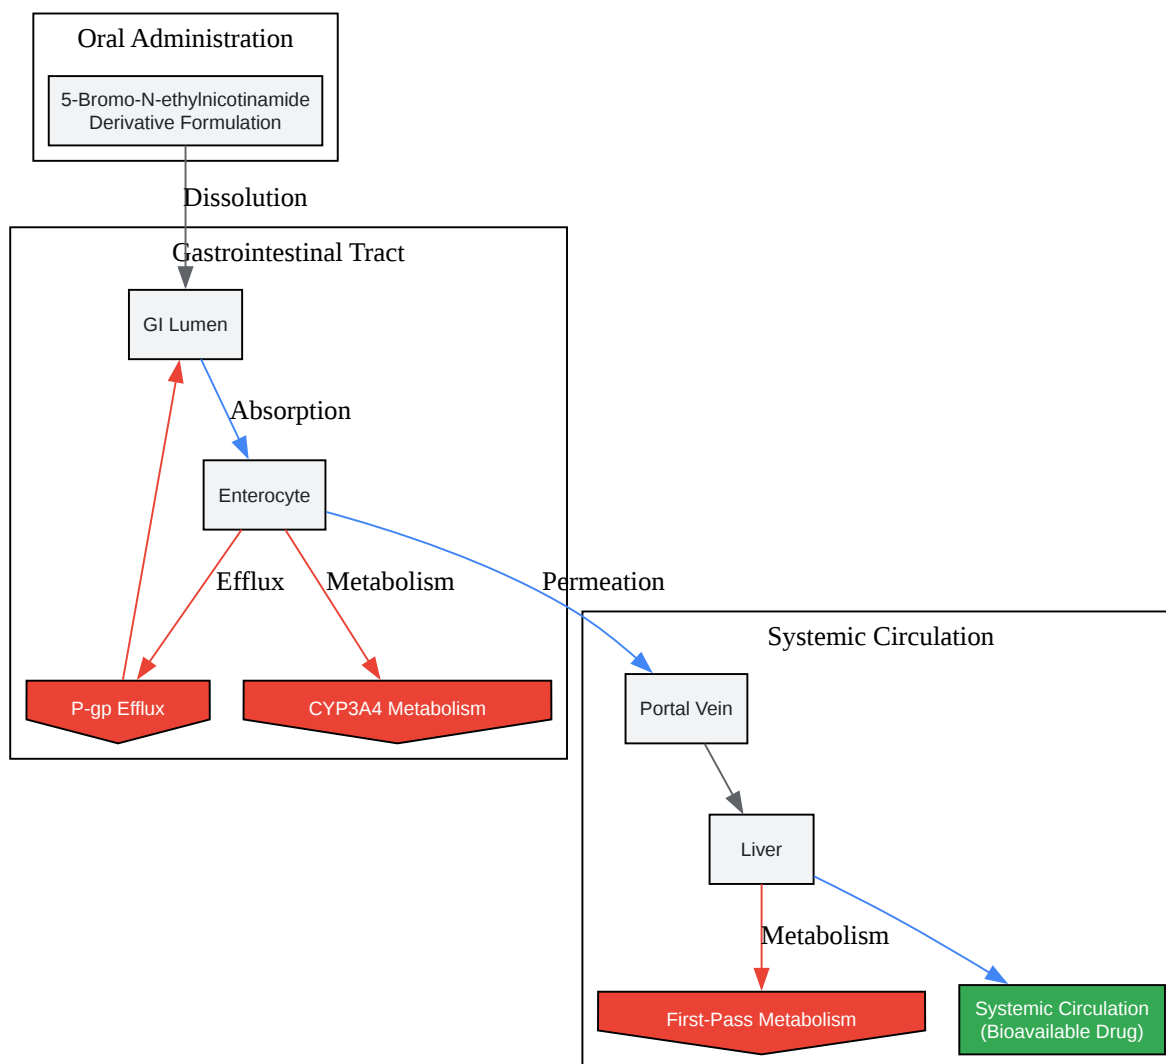 Oral Administration
5-Bromo-N-ethylnicotinamide
Derivative Formulation
Dissolution
Gastrointestinal Tract
GI Lumen
Absorption
Enterocyte
Efflux
Metabolism
Permeation
P-gp Efflux
CYP3A4 Metabolism
Systemic Circulation
Portal Vein
Liver
Metabolism
First-Pass Metabolism
Systemic Circulation
(Bioavailable Drug)